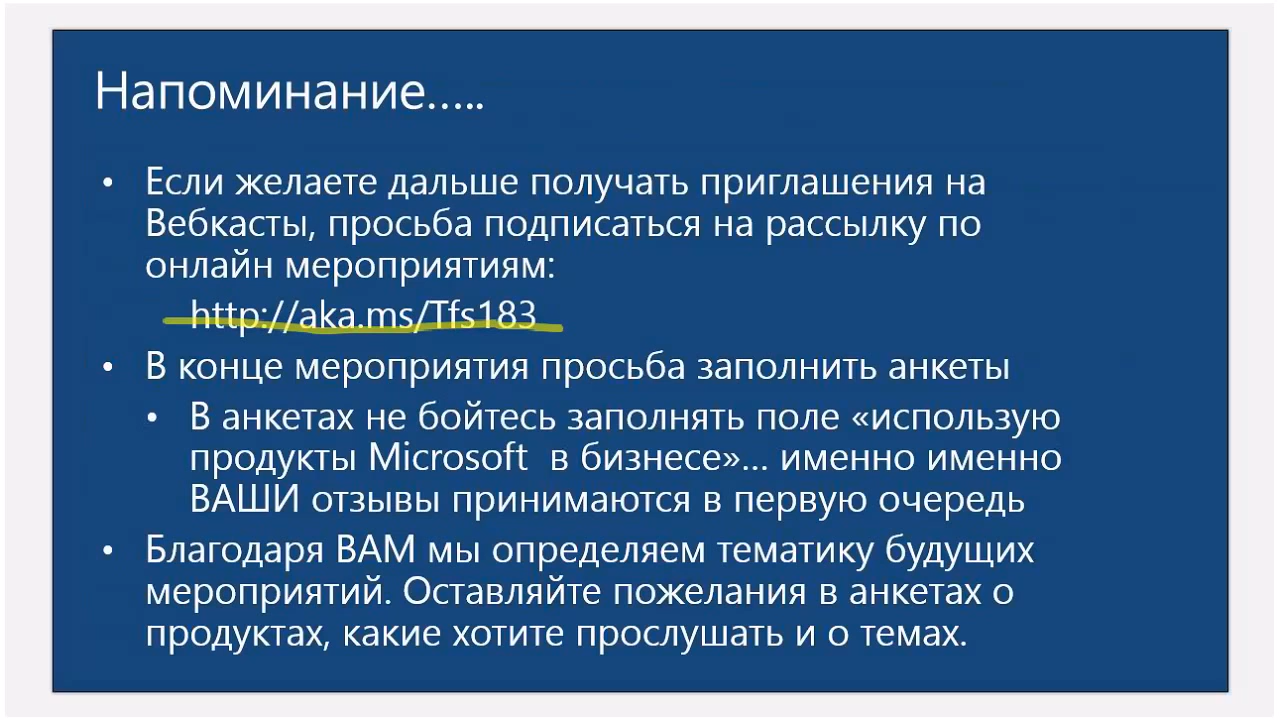 Напоминание…..
• Если желаете дальше получать приглашения на
Вебкасты, просьба подписаться на рассылку по
онлайн мероприятиям:
http://aka.ms/Tfs183
• В конце мероприятия просьба заполнить анкеты
• В анкетах не бойтесь заполнять поле «использую
продукты Microsoft в бизнесе»… именно именно
ВАШИ отзывы принимаются в первую очередь
• Благодаря ВАМ мы определяем тематику будущих
мероприятий. Оставляйте пожелания в анкетах о
продуктах, какие хотите прослушать и о темах.